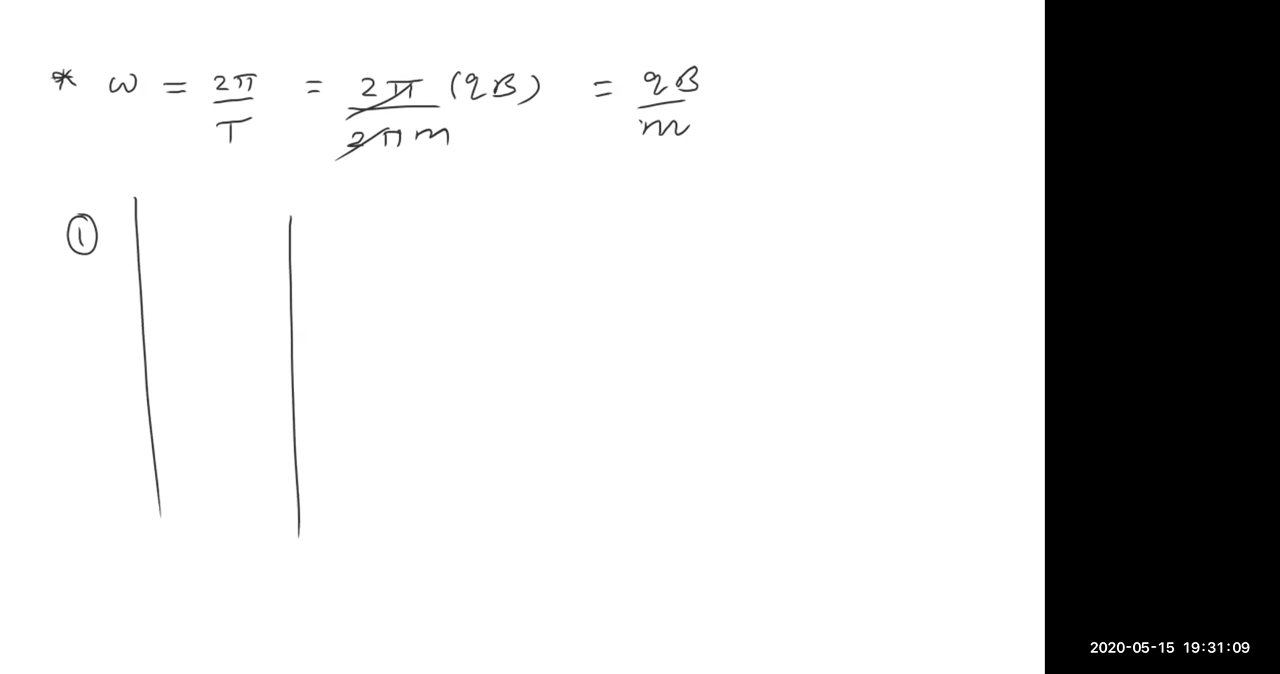 * ω = 2π/T = 2π/2πm (qB) = qB/m
①
2020-05-15 19:31:09